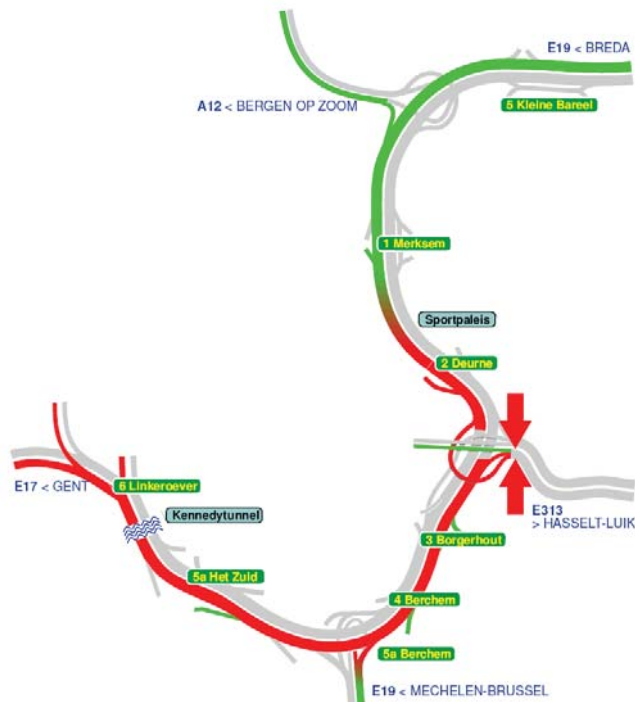 E19 < BREDA
5 Kleine Bareel
A12 < BERGEN OP ZOOM
1 Merksem
Sportpaleis
2 Deurne
E17 < GENT
6 Linkeroever
Kennedytunnel
E313
> HASSELT-LUIK
3 Borgerhout
5a Het Zuid
4 Berchem
5a Berchem
E19 < MECHELEN-BRUSSEL